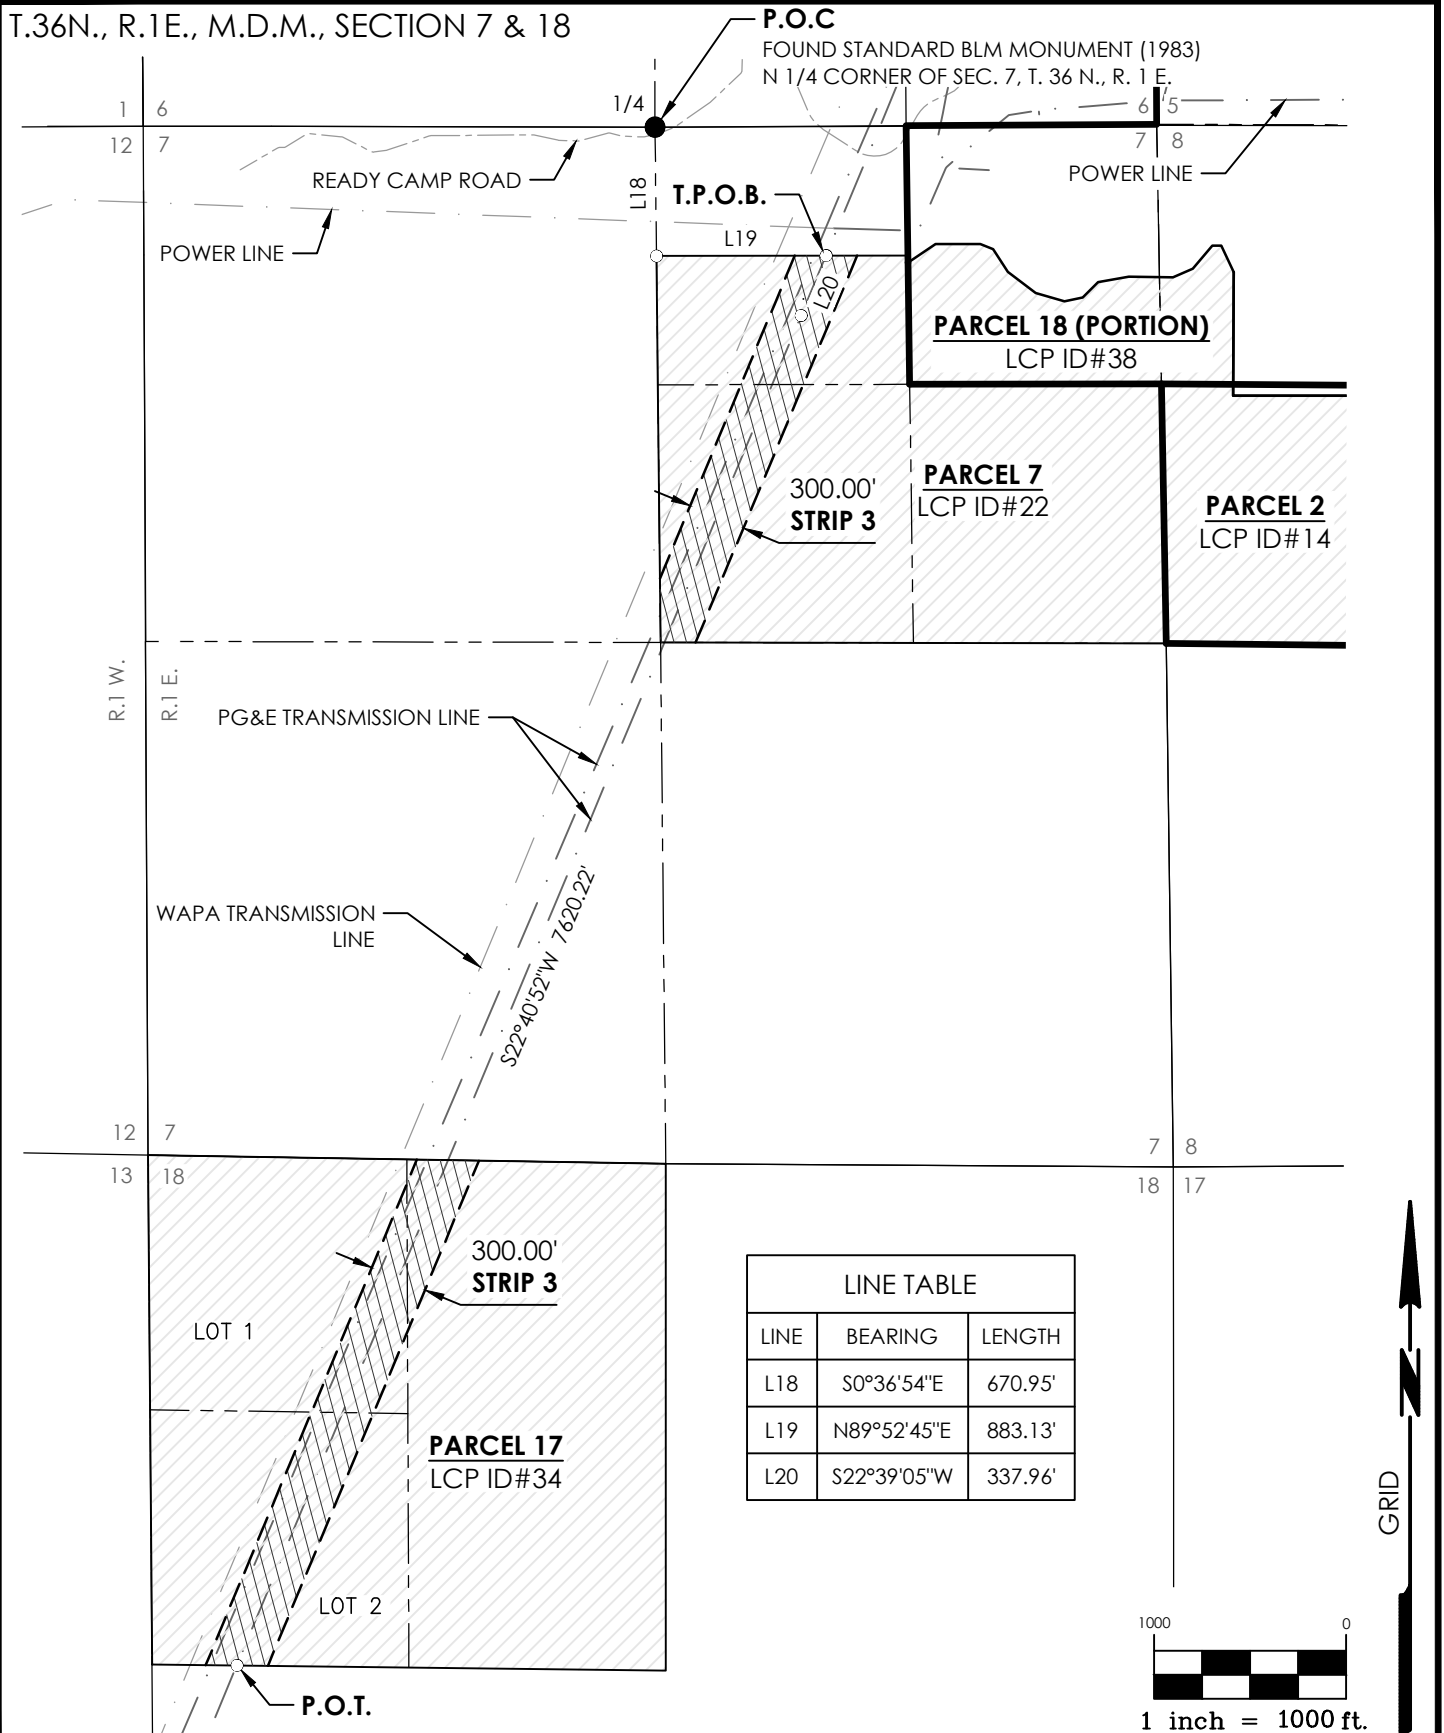 T.36N., R.1E., M.D.M., SECTION 7 & 18
P.O.C
FOUND STANDARD BLM MONUMENT (1983)
N 1/4 CORNER OF SEC. 7, T. 36 N., R. 1 E.
1 6
12 7
1/4
6 5
7 8
READY CAMP ROAD
L18
T.P.O.B.
POWER LINE
POWER LINE
L19
L20
PARCEL 18 (PORTION)
LCP ID#38
300.00'
STRIP 3
PARCEL 7
LCP ID#22
PARCEL 2
LCP ID#14
R.1 W.
R.1 E.
PG&E TRANSMISSION LINE
WAPA TRANSMISSION
LINE
S22°40'52"W 7620.22'
12 7
13 18
7 8
18 17
300.00'
STRIP 3
LOT 1
PARCEL 17
LCP ID#34
LOT 2
P.O.T.
LINE TABLE
LINE BEARING LENGTH
L18 S0°36'54"E 670.95'
L19 N89°52'45"E 883.13'
L20 S22°39'05"W 337.96'
N
GRID
1000 0
1 inch = 1000 ft.